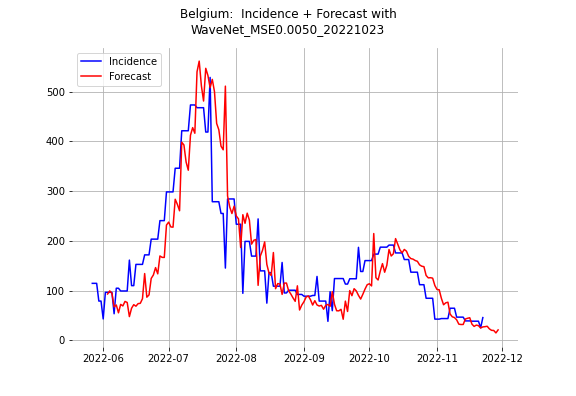 Belgium:  Incidence + Forecast with
WaveNet_MSE0.0050_20221023
Incidence
Forecast
500
400
300
200
100
0
2022-06 2022-07 2022-08 2022-09 2022-10 2022-11 2022-12